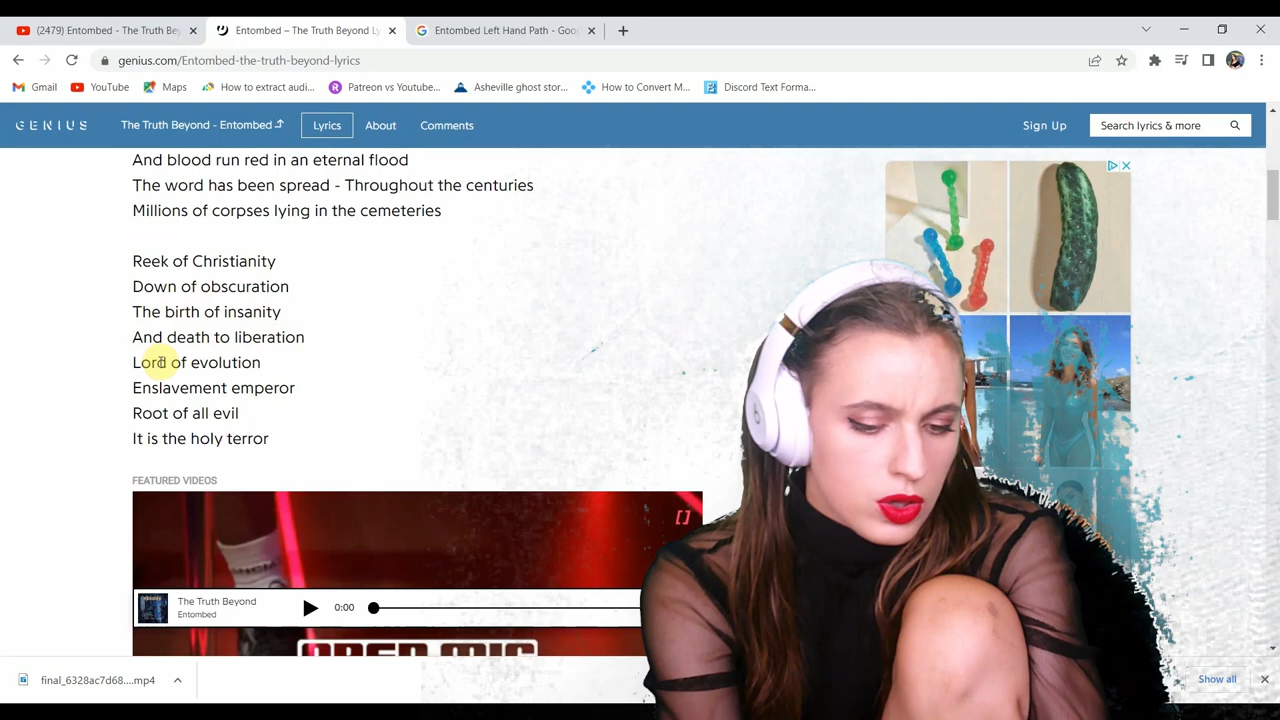 (2479) Entombed - The Truth Bey
Entombed – The Truth Beyond Ly
Entombed Left Hand Path - Goo
genius.com/Entombed-the-truth-beyond-lyrics
Gmail
YouTube
Maps
How to extract audi...
Patreon vs Youtube...
Asheville ghost stor...
How to Convert M...
Discord Text Forma...
GENIUS
The Truth Beyond - Entombed
Lyrics
About
Comments
Sign Up
Search lyrics & more
And blood run red in an eternal flood
The word has been spread - Throughout the centuries
Millions of corpses lying in the cemeteries
Reek of Christianity
Down of obscuration
The birth of insanity
And death to liberation
Lord of evolution
Enslavement emperor
Root of all evil
It is the holy terror
FEATURED VIDEOS
[]
The Truth Beyond
Entombed
0:00
OPEN MIC
final_6328ac7d68....mp4
Show all